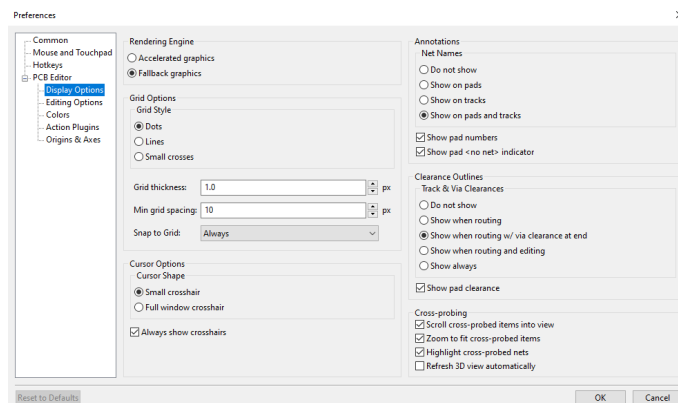 Preferences
Common
Mouse and Touchpad
Hotkeys
PCB Editor
Display Options
Editing Options
Colors
Action Plugins
Origins & Axes
Rendering Engine
Accelerated graphics
Fallback graphics
Grid Options
Grid Style
Dots
Lines
Small crosses
Grid thickness: 1.0 px
Min grid spacing: 10 px
Snap to Grid: Always
Cursor Options
Cursor Shape
Small crosshair
Full window crosshair
Always show crosshairs
Annotations
Net Names
Do not show
Show on pads
Show on tracks
Show on pads and tracks
Show pad numbers
Show pad <no net> indicator
Clearance Outlines
Track & Via Clearances
Do not show
Show when routing
Show when routing w/ via clearance at end
Show when routing and editing
Show always
Show pad clearance
Cross-probing
Scroll cross-probed items into view
Zoom to fit cross-probed items
Highlight cross-probed nets
Refresh 3D view automatically
Reset to Defaults
OK
Cancel